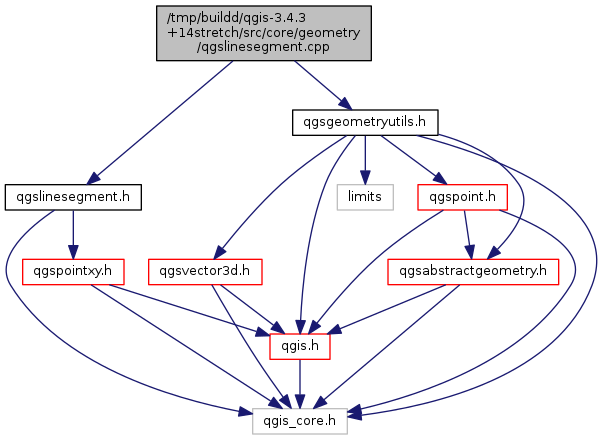 /tmp/buildd/qgis-3.4.3
+14stretch/src/core/geometry
/qgslinesegment.cpp
qgsgeometryutils.h
qgslinesegment.h
limits
qgspoint.h
qgspointxy.h
qgsvector3d.h
qgsabstractgeometry.h
qgis.h
qgis_core.h